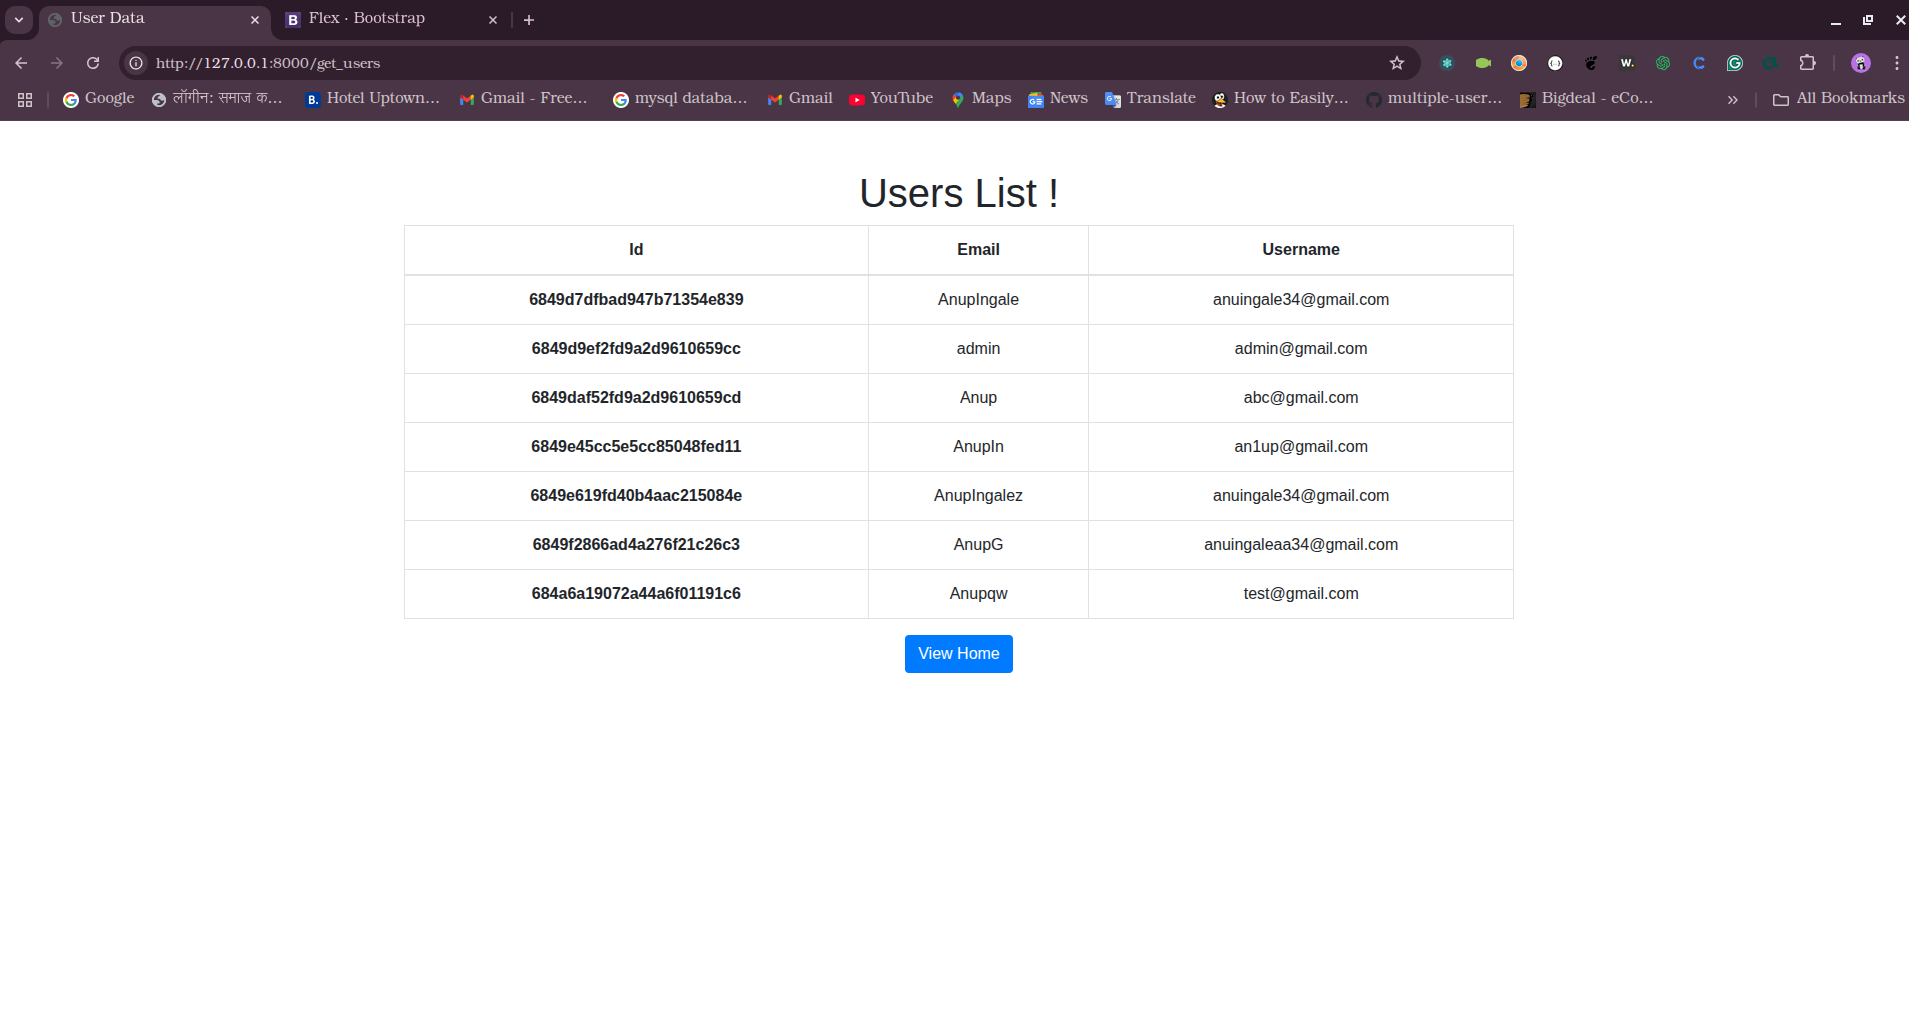 User Data
Flex · Bootstrap
http://127.0.0.1:8000/get_users
Google
लॉगीन: समाज क...
B. Hotel Uptown...
Gmail - Free...
mysql databa...
Gmail
YouTube
Maps
News
Translate
How to Easily...
multiple-user...
Bigdeal - eCo...
All Bookmarks
Users List !
Id Email Username
6849d7dfbad947b71354e839 AnupIngale anuingale34@gmail.com
6849d9ef2fd9a2d9610659cc admin admin@gmail.com
6849daf52fd9a2d9610659cd Anup abc@gmail.com
6849e45cc5e5cc85048fed11 AnupIn an1up@gmail.com
6849e619fd40b4aac215084e AnupIngalez anuingale34@gmail.com
6849f2866ad4a276f21c26c3 AnupG anuingaleaa34@gmail.com
684a6a19072a44a6f01191c6 Anupqw test@gmail.com
View Home